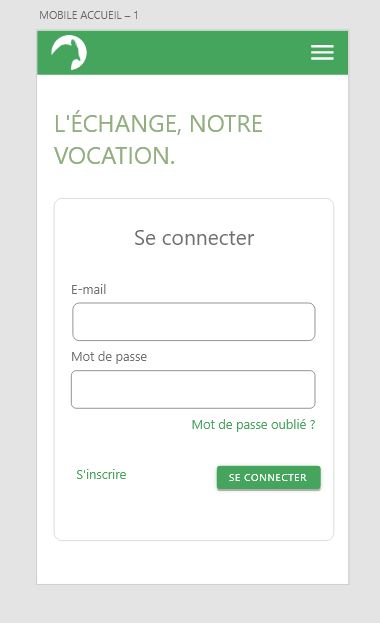 MOBILE ACCUEIL – 1
L'ÉCHANGE, NOTRE
VOCATION.
Se connecter
E-mail
Mot de passe
Mot de passe oublié ?
S'inscrire
SE CONNECTER